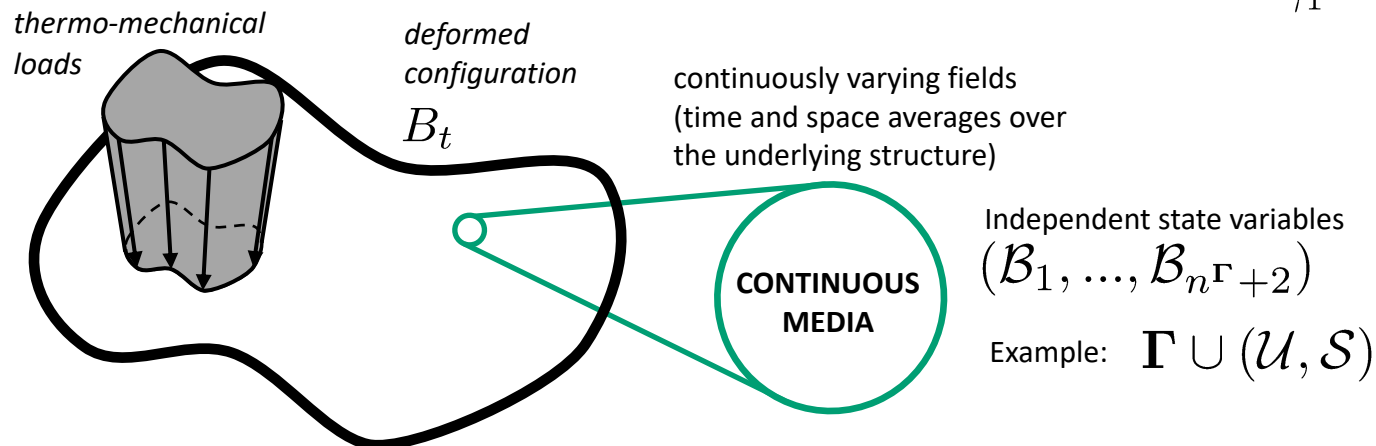 /1
thermo-mechanical
loads
deformed
configuration
B_t
continuously varying fields
(time and space averages over
the underlying structure)
CONTINUOUS
MEDIA
Independent state variables
(ℬ_1, ..., ℬ_{n^Γ+2})
Example: Γ ∪ (𝒰, 𝒮)